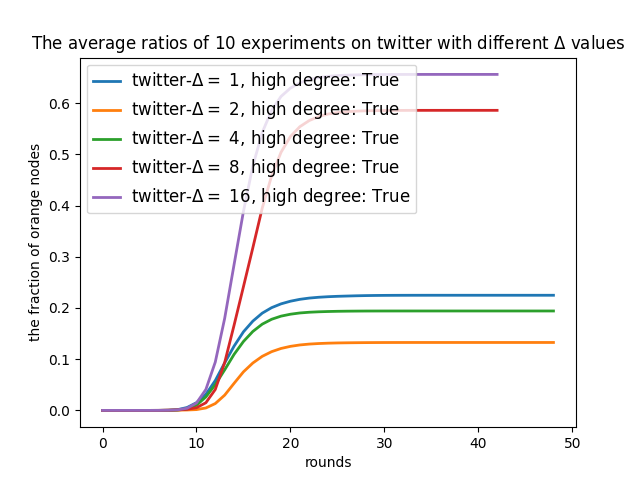 The average ratios of 10 experiments on twitter with different Δ values
twitter-Δ = 1, high degree: True
twitter-Δ = 2, high degree: True
twitter-Δ = 4, high degree: True
twitter-Δ = 8, high degree: True
twitter-Δ = 16, high degree: True
the fraction of orange nodes
0.6
0.5
0.4
0.3
0.2
0.1
0.0
0 10 20 30 40 50
rounds